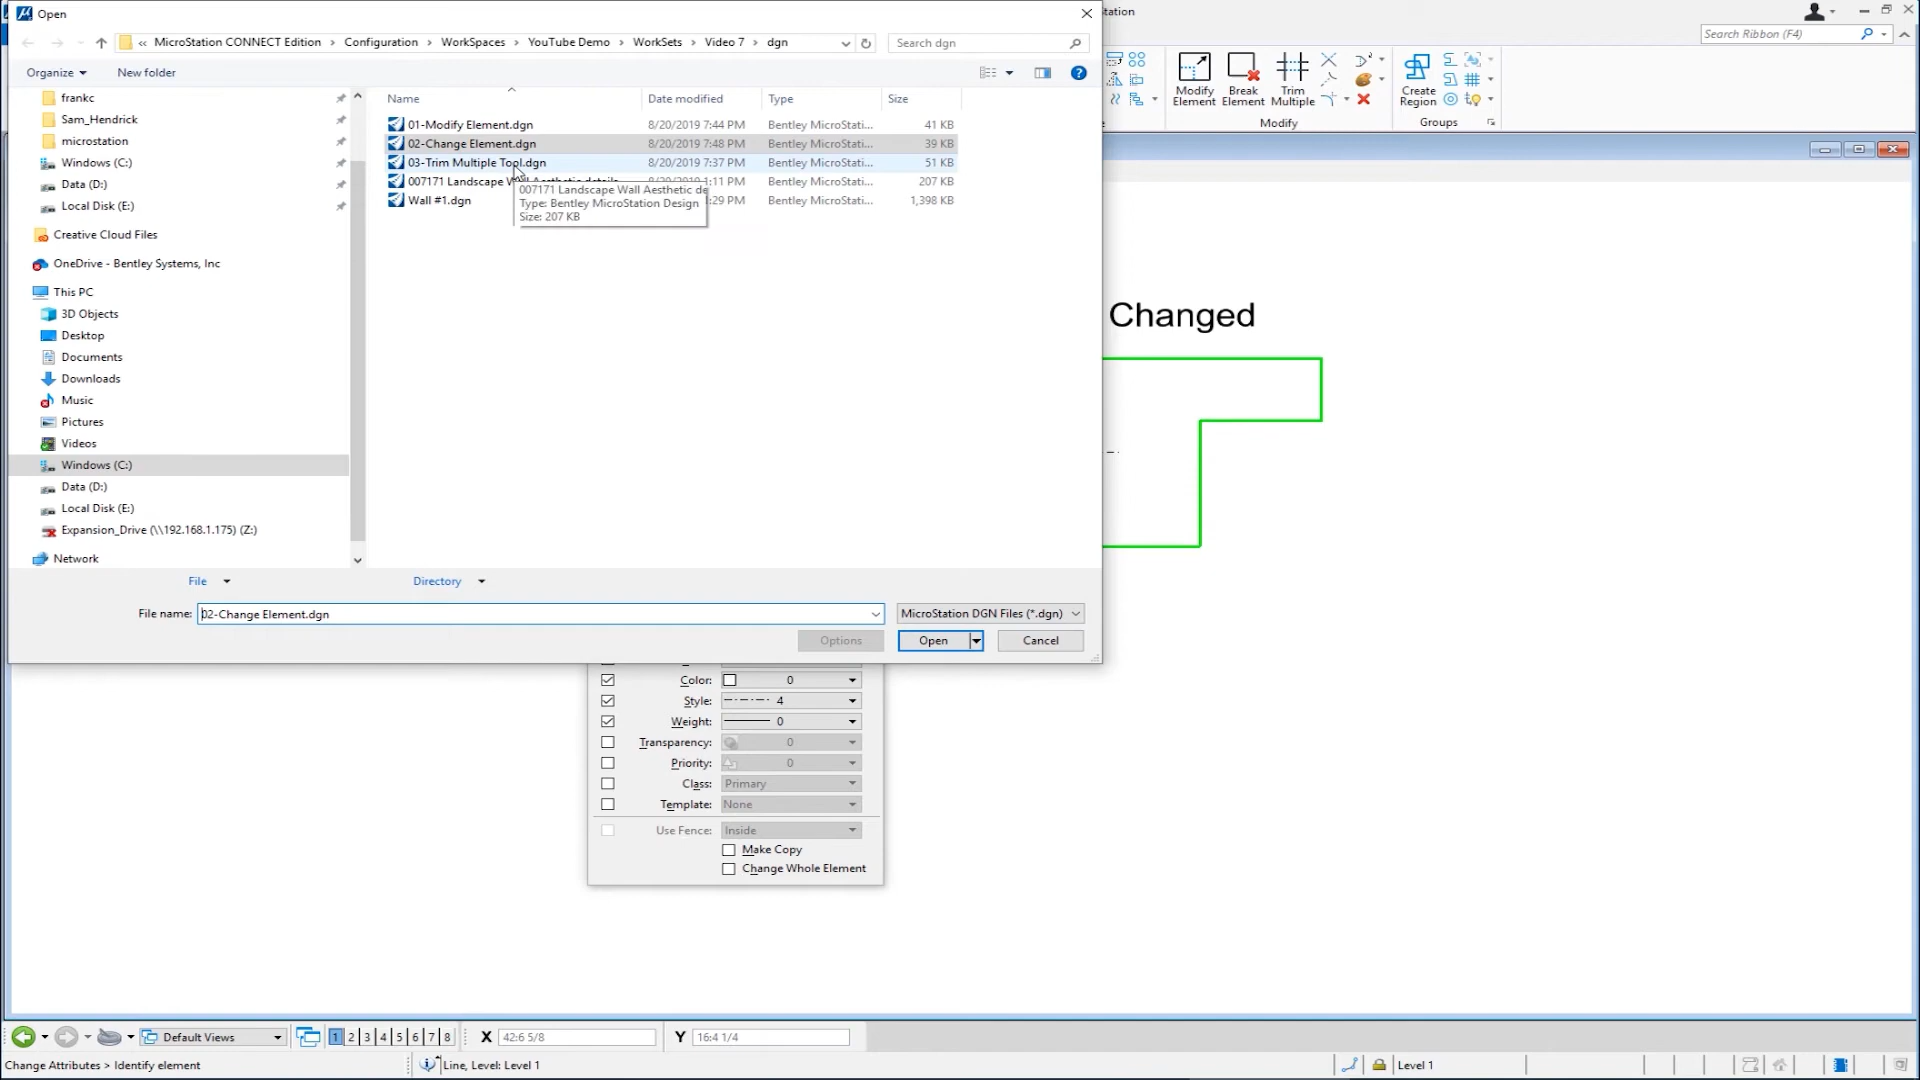 Open
tation
« MicroStation CONNECT Edition › Configuration › WorkSpaces › YouTube Demo › WorkSets › Video 7 › dgn
Search dgn
Search Ribbon (F4)
Organize
New folder
Modify Element
Break Element
Trim Multiple
Create Region
Modify
Groups
frankc
Sam_Hendrick
microstation
Windows (C:)
Data (D:)
Local Disk (E:)
Creative Cloud Files
OneDrive - Bentley Systems, Inc
This PC
3D Objects
Desktop
Documents
Downloads
Music
Pictures
Videos
Windows (C:)
Data (D:)
Local Disk (E:)
Expansion_Drive (\\192.168.1.175) (Z:)
Network
Name Date modified Type Size
01-Modify Element.dgn 8/20/2019 7:44 PM Bentley MicroStati... 41 KB
02-Change Element.dgn 8/20/2019 7:48 PM Bentley MicroStati... 39 KB
03-Trim Multiple Tool.dgn 8/20/2019 7:37 PM Bentley MicroStati... 51 KB
007171 Landscape Wall Aesthetic details 1:11 PM Bentley MicroStati... 207 KB
Wall #1.dgn :29 PM Bentley MicroStati... 1,398 KB
007171 Landscape Wall Aesthetic de
Type: Bentley MicroStation Design
Size: 207 KB
Changed
File
Directory
File name: 02-Change Element.dgn
MicroStation DGN Files (*.dgn)
Options
Open
Cancel
Color: 0
Style: 4
Weight: 0
Transparency: 0
Priority: 0
Class: Primary
Template: None
Use Fence: Inside
Make Copy
Change Whole Element
Default Views
1 2 3 4 5 6 7 8
X 42:6 5/8
Y 16:4 1/4
Change Attributes > Identify element
Line, Level: Level 1
Level 1